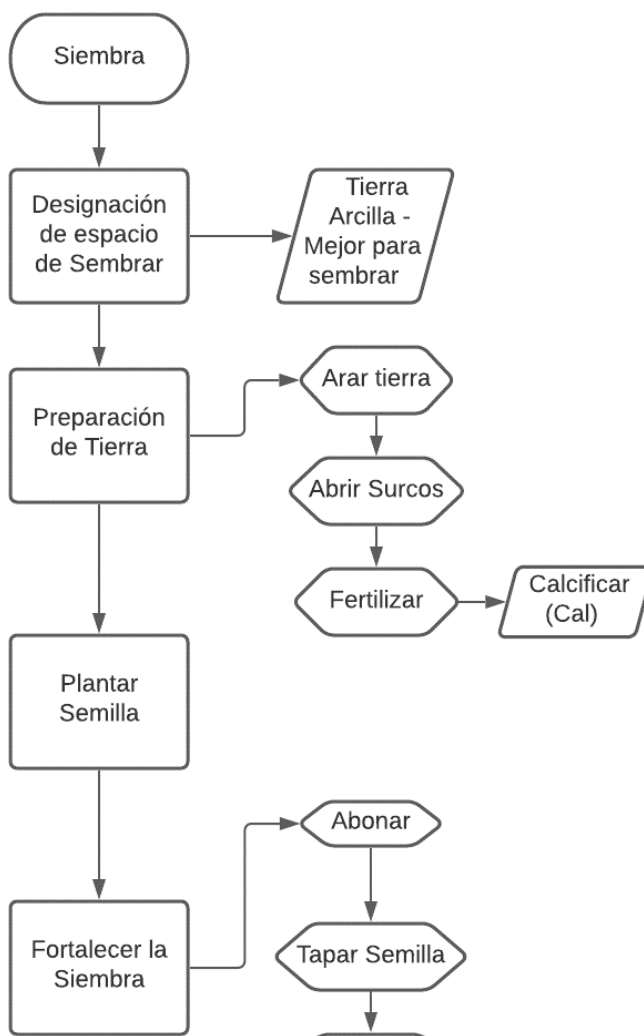 Siembra
Designación
de espacio
de Sembrar
Tierra
Arcilla -
Mejor para
sembrar
Preparación
de Tierra
Arar tierra
Abrir Surcos
Fertilizar
Calcificar
(Cal)
Plantar
Semilla
Fortalecer la
Siembra
Abonar
Tapar Semilla